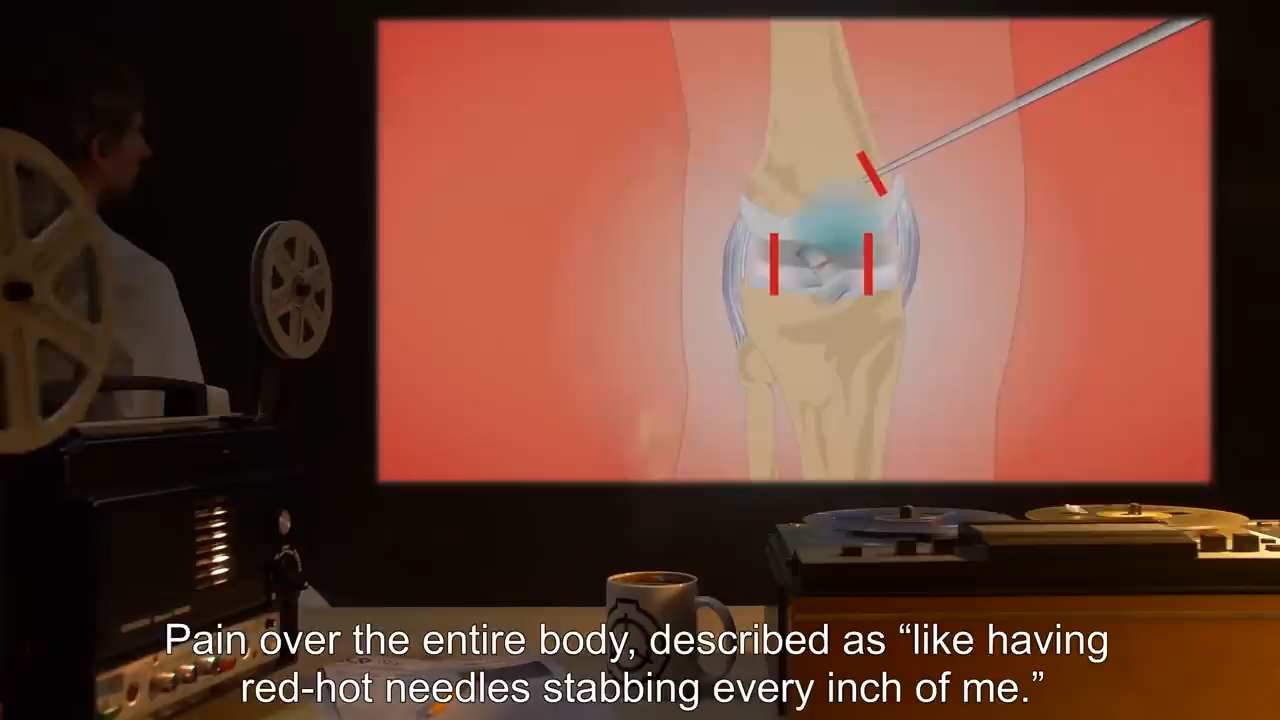 Pain over the entire body, described as “like having
red-hot needles stabbing every inch of me.”